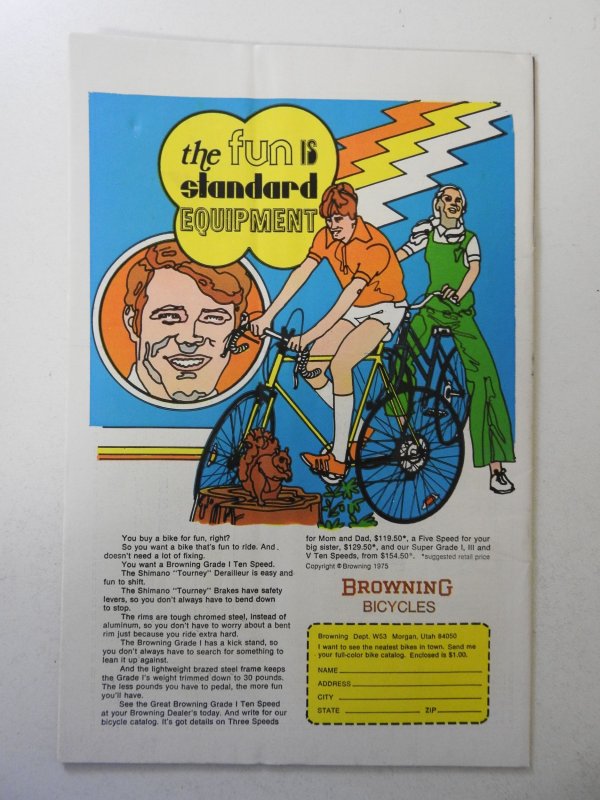 the fun IS
standard
EQUIPMENT
You buy a bike for fun, right?
So you want a bike that's fun to ride. And
doesn't need a lot of fixing.
You want a Browning Grade I Ten Speed.
The Shimano "Tourney" Derailleur is easy and
fun to shift.
The Shimano "Tourney" Brakes have safety
levers, so you don't always have to bend down
to stop.
The rims are tough chromed steel, instead of
aluminum, so you don't have to worry about a bent
rim just because you ride extra hard.
The Browning Grade I has a kick stand, so
you don't always have to search for something to
lean it up against.
And the lightweight brazed steel frame keeps
the Grade I's weight trimmed down to 30 pounds.
The less pounds you have to pedal, the more fun
you'll have.
See the Great Browning Grade I Ten Speed
at your Browning Dealer's today. And write for our
bicycle catalog. It's got details on Three Speeds
for Mom and Dad, $119.50*, a Five Speed for your
big sister, $129.50*, and our Super Grade I, III and
V Ten Speeds, from $154.50*. *suggested retail price
Copyright © Browning 1975
BROWNING
BICYCLES
Browning Dept. W53 Morgan, Utah 84050
I want to see the neatest bikes in town. Send me
your full-color bike catalog. Enclosed is $1.00.
NAME
ADDRESS
CITY
STATE ZIP